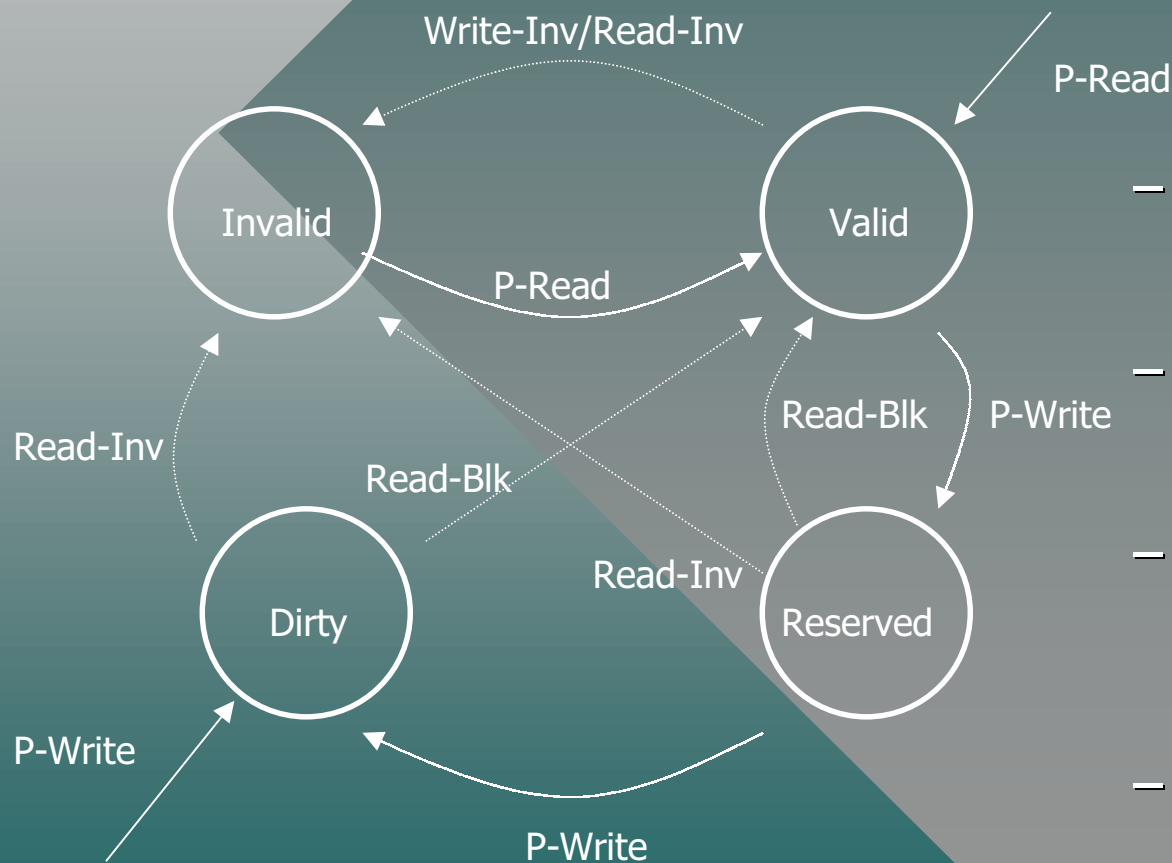 Write-Inv/Read-Inv
P-Read
Invalid
Valid
P-Read
Read-Blk
P-Write
Read-Inv
Read-Blk
Read-Inv
Dirty
Reserved
P-Write
P-Write